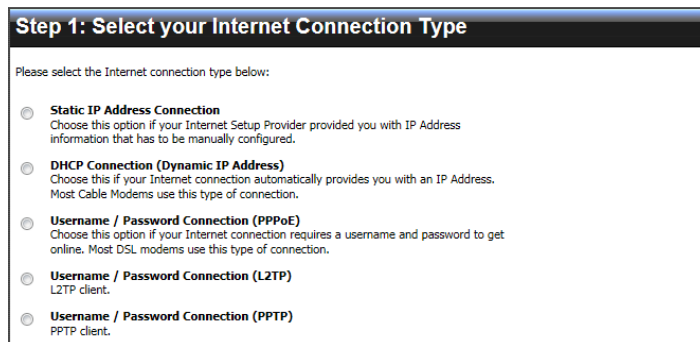 Step 1: Select your Internet Connection Type
Please select the Internet connection type below:
Static IP Address Connection
Choose this option if your Internet Setup Provider provided you with IP Address
information that has to be manually configured.
DHCP Connection (Dynamic IP Address)
Choose this if your Internet connection automatically provides you with an IP Address.
Most Cable Modems use this type of connection.
Username / Password Connection (PPPoE)
Choose this option if your Internet connection requires a username and password to get
online. Most DSL modems use this type of connection.
Username / Password Connection (L2TP)
L2TP client.
Username / Password Connection (PPTP)
PPTP client.